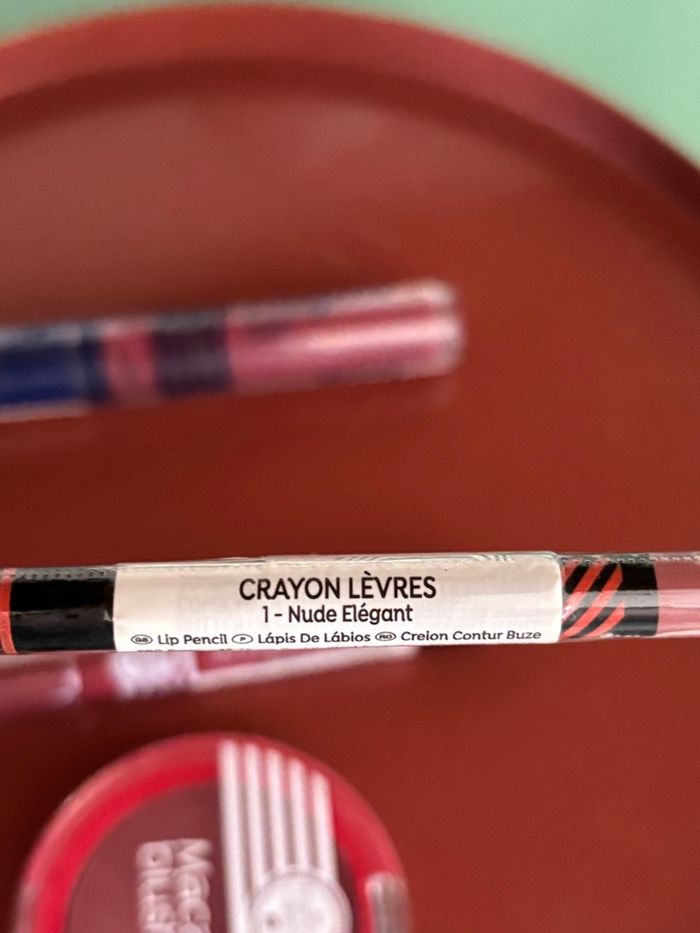 CRAYON LÈVRES
1 - Nude Elégant
GB Lip Pencil P Lápis De Lábios RO Creion Contur Buze